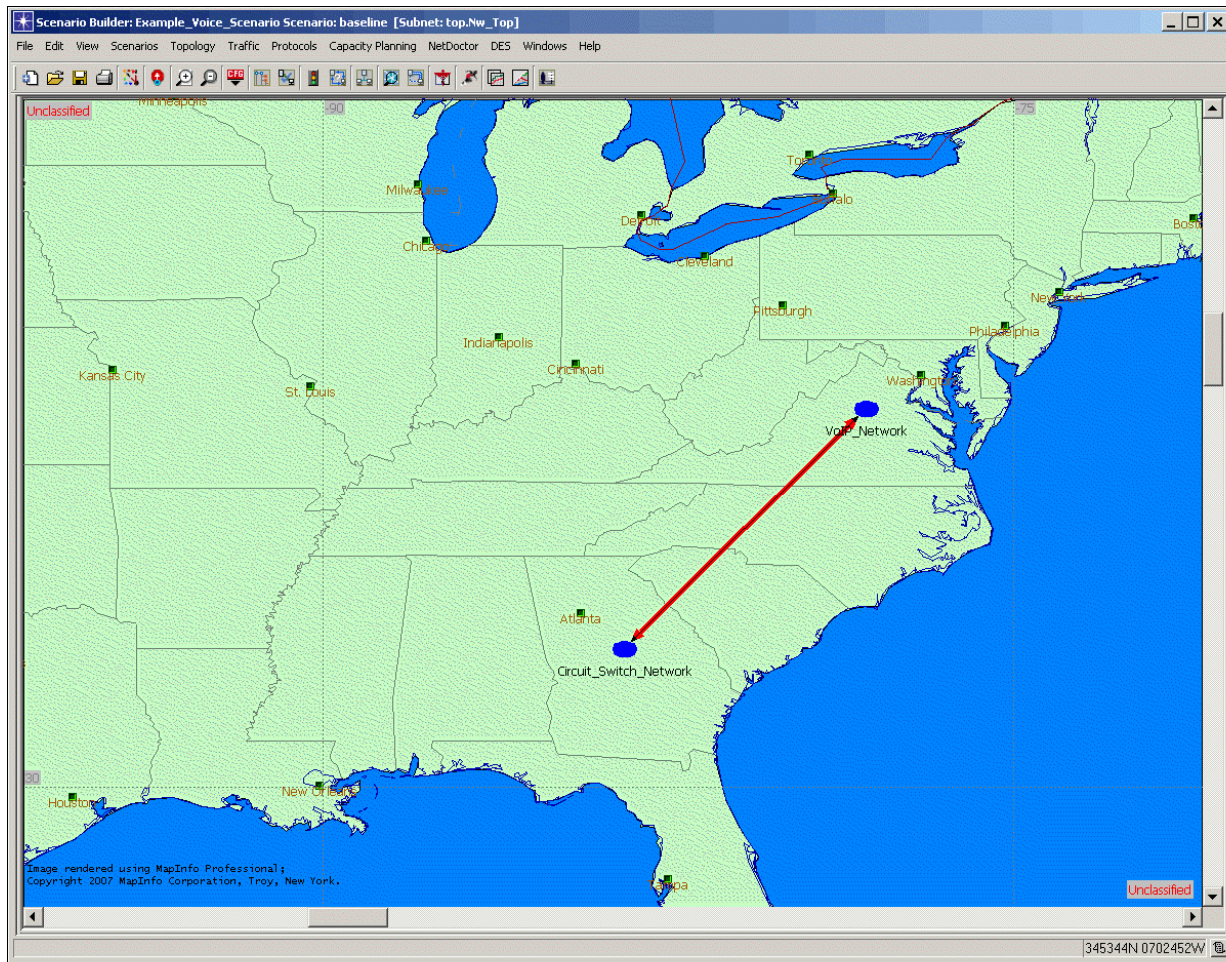 Scenario Builder: Example_Voice_Scenario Scenario: baseline [Subnet: top.Nw_Top]
File Edit View Scenarios Topology Traffic Protocols Capacity Planning NetDoctor DES Windows Help
Unclassified
Minneapolis
-90
-75
Toronto
Milwaukee
Buffalo
Detroit
Boston
Chicago
Cleveland
New York
Pittsburgh
Philadelphia
Indianapolis
Cincinnati
Kansas City
Washington
St. Louis
VoIP_Network
Atlanta
Circuit_Switch_Network
30
New Orleans
Houston
Image rendered using MapInfo Professional;
Copyright 2007 MapInfo Corporation, Troy, New York.
Tampa
Unclassified
345344N 0702452W